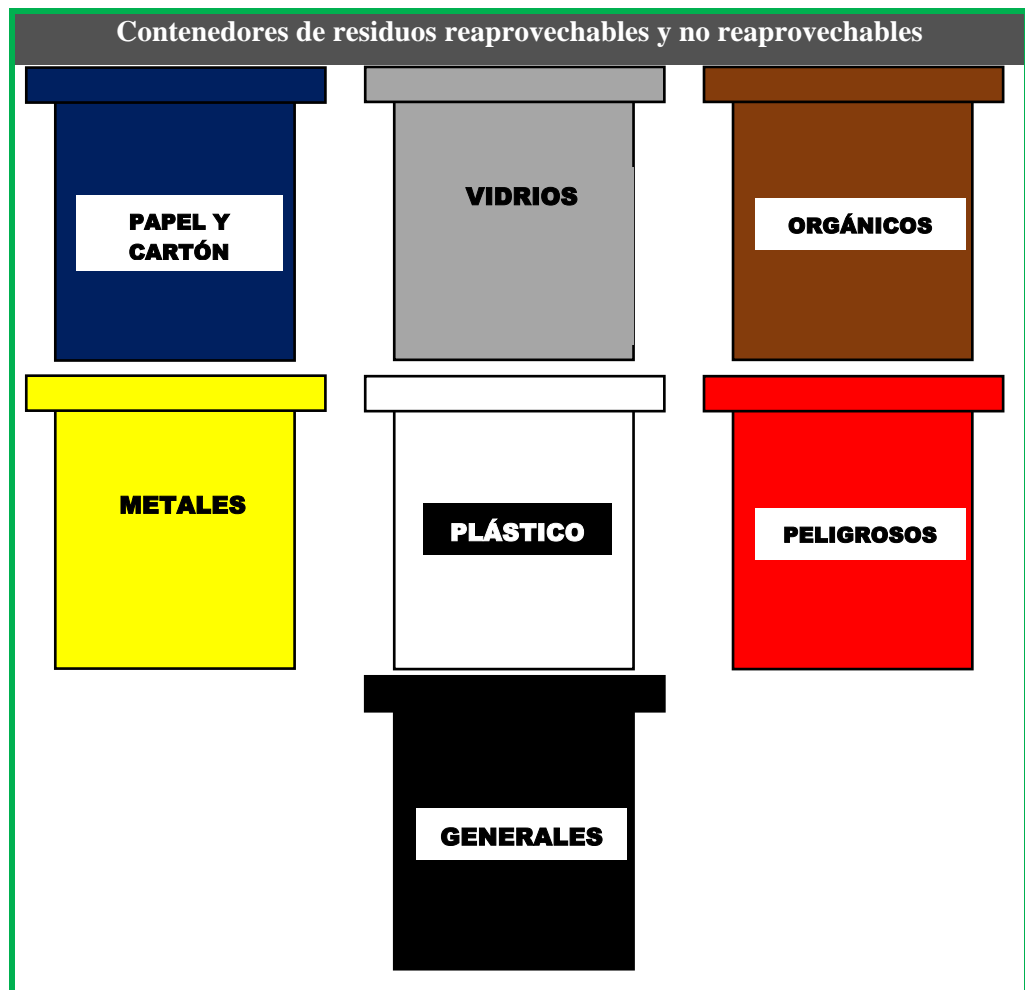 Contenedores de residuos reaprovechables y no reaprovechables
PAPEL Y
CARTÓN
VIDRIOS
ORGÁNICOS
METALES
PLÁSTICO
PELIGROSOS
GENERALES